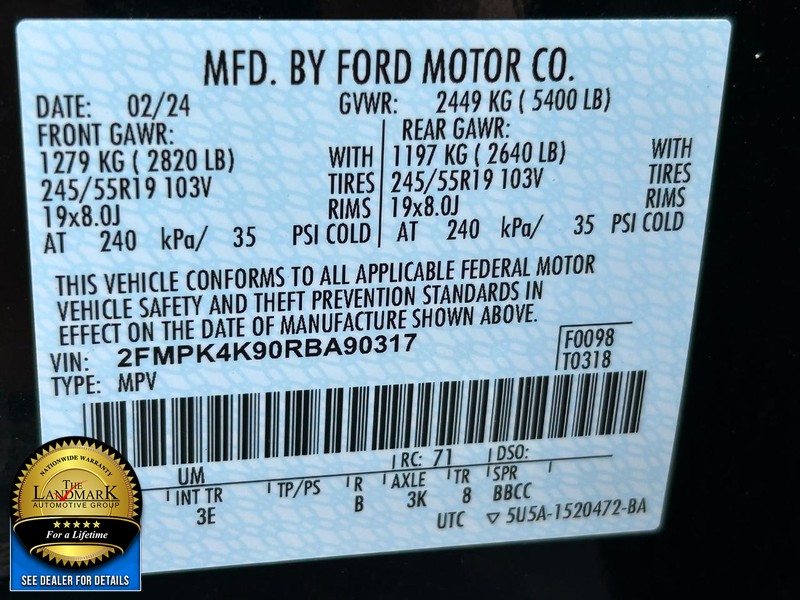 MFD. BY FORD MOTOR CO.
DATE: 02/24 GVWR: 2449 KG ( 5400 LB)
FRONT GAWR: REAR GAWR:
1279 KG ( 2820 LB) WITH 1197 KG ( 2640 LB) WITH
245/55R19 103V TIRES 245/55R19 103V TIRES
19x8.0J RIMS 19x8.0J RIMS
AT 240 kPa/ 35 PSI COLD AT 240 kPa/ 35 PSI COLD
THIS VEHICLE CONFORMS TO ALL APPLICABLE FEDERAL MOTOR
VEHICLE SAFETY AND THEFT PREVENTION STANDARDS IN
EFFECT ON THE DATE OF MANUFACTURE SHOWN ABOVE.
VIN: 2FMPK4K90RBA90317 F0098
TYPE: MPV T0318
UM RC: 71 DSO:
INT TR TP/PS R AXLE TR SPR
3E B 3K 8 BBCC
UTC ▽ 5U5A-1520472-BA
NATIONWIDE WARRANTY
THE
LANDMARK
AUTOMOTIVE GROUP
For a Lifetime
SEE DEALER FOR DETAILS